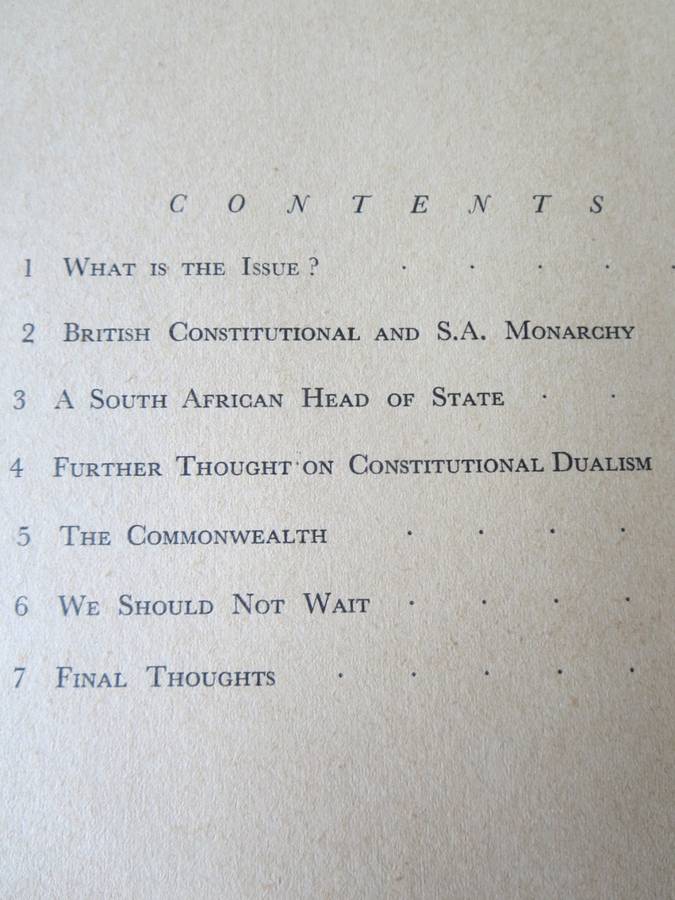 CONTENTS
1 What is the Issue ? . . . . .
2 British Constitutional and S.A. Monarchy
3 A South African Head of State . .
4 Further Thought on Constitutional Dualism
5 The Commonwealth . . . .
6 We Should Not Wait . . . .
7 Final Thoughts . . . . .